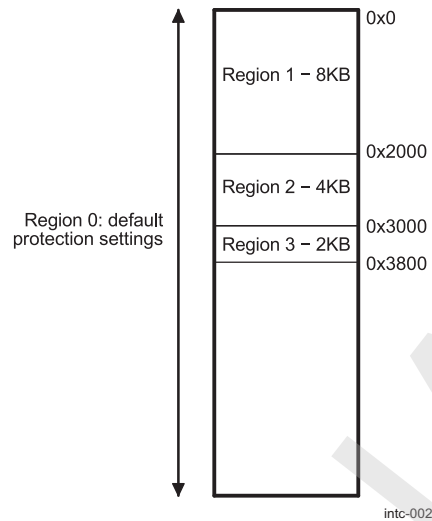 0x0
Region 1 − 8KB
0x2000
Region 2 − 4KB
Region 0: default
protection settings
0x3000
Region 3 − 2KB
0x3800
intc-002